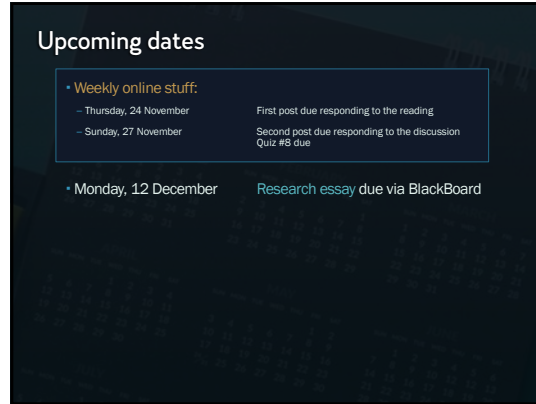 Upcoming dates
• Weekly online stuff:
– Thursday, 24 November First post due responding to the reading
– Sunday, 27 November Second post due responding to the discussion
Quiz #8 due
• Monday, 12 December Research essay due via BlackBoard